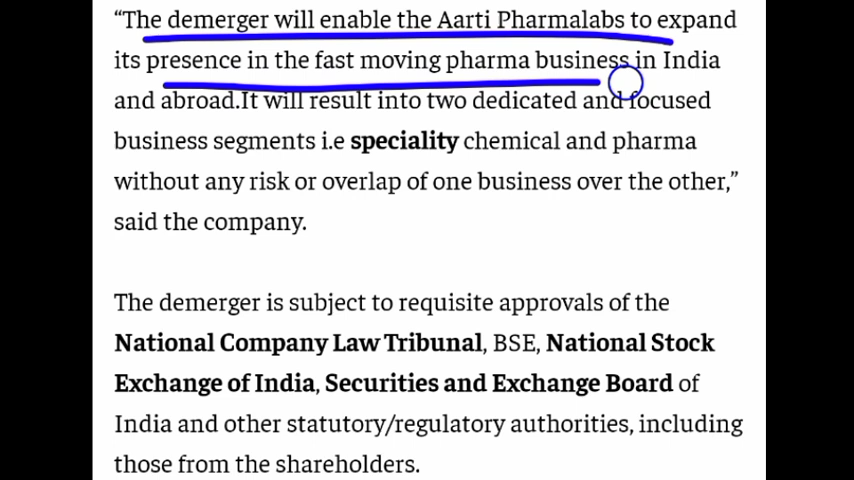 “The demerger will enable the Aarti Pharmalabs to expand
its presence in the fast moving pharma business in India
and abroad.It will result into two dedicated and focused
business segments i.e speciality chemical and pharma
without any risk or overlap of one business over the other,”
said the company.
The demerger is subject to requisite approvals of the
National Company Law Tribunal, BSE, National Stock
Exchange of India, Securities and Exchange Board of
India and other statutory/regulatory authorities, including
those from the shareholders.